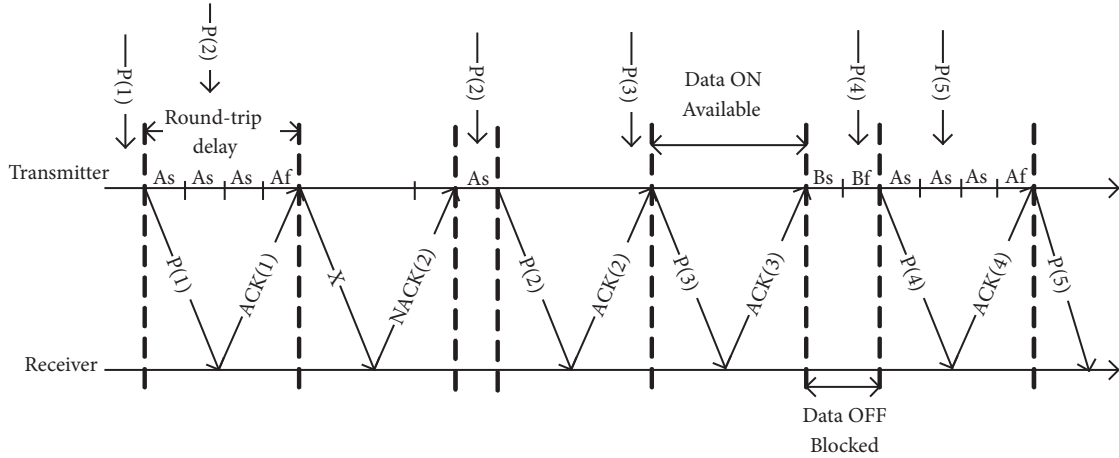 P(1)
P(2)
P(2)
P(3)
P(4)
P(5)
Round-trip
delay
Data ON
Available
Transmitter
As
As
As
Af
As
Bs
Bf
As
As
As
Af
P(1)
ACK(1)
X
NACK(2)
P(2)
ACK(2)
P(3)
ACK(3)
P(4)
ACK(4)
P(5)
Receiver
Data OFF
Blocked